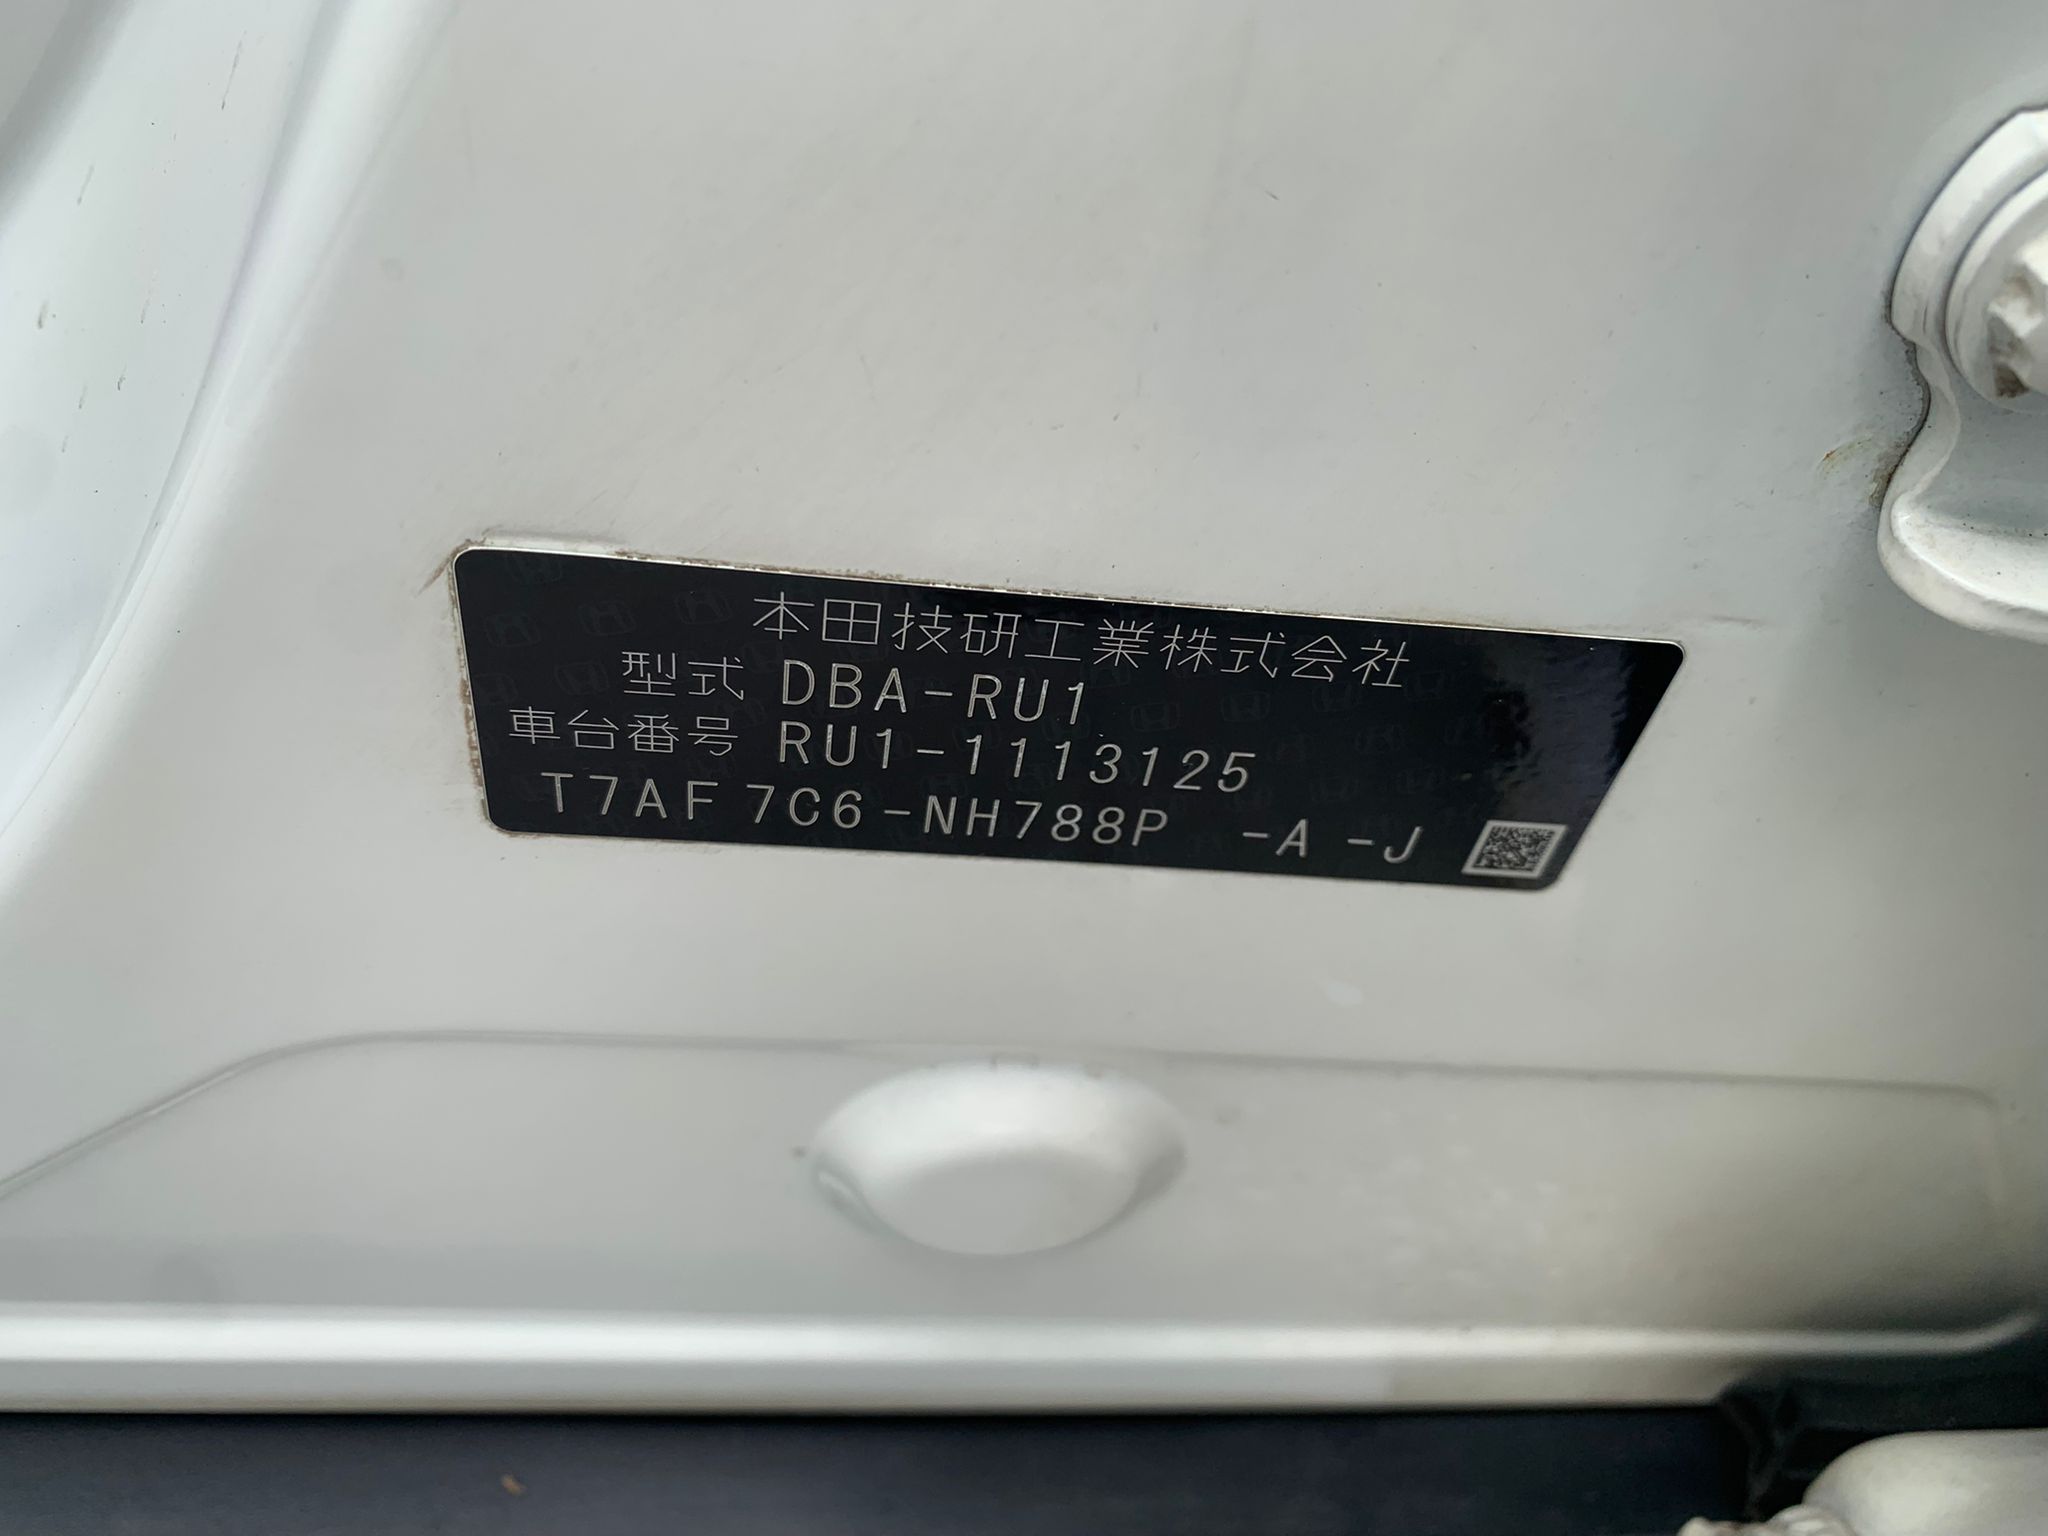 本田技研工業株式会社
型式 DBA-RU1
車台番号 RU1-1113125
T7AF 7C6-NH788P -A -J